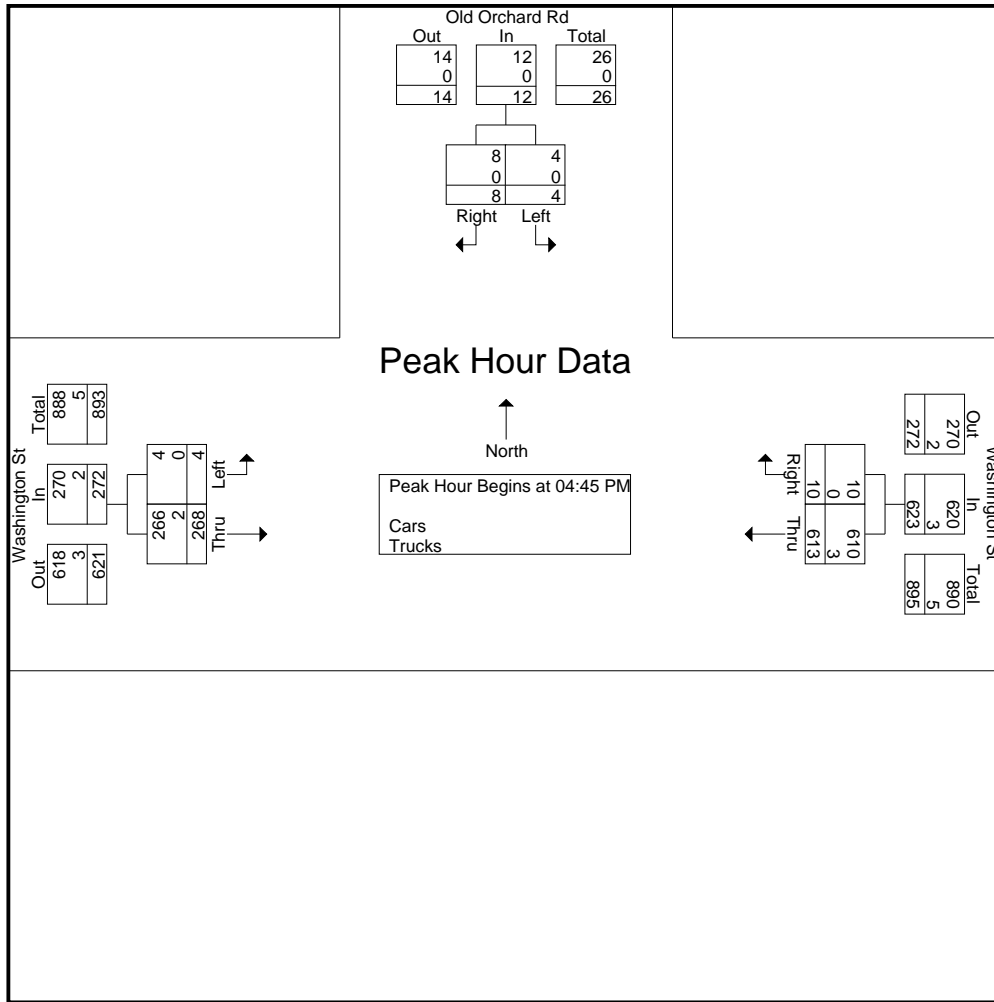 Old Orchard Rd
Out In Total
14 12 26
0 0 0
14 12 26
8 4
0 0
8 4
Right Left
Peak Hour Data
North
Peak Hour Begins at 04:45 PM
Cars
Trucks
Washington St
Total In Out
888 270 618
5 2 3
893 272 621
4 266
0 2
4 268
Left Thru
Washington St
Out In Total
270 620 890
2 3 5
272 623 895
10 610
0 3
10 613
Right Thru